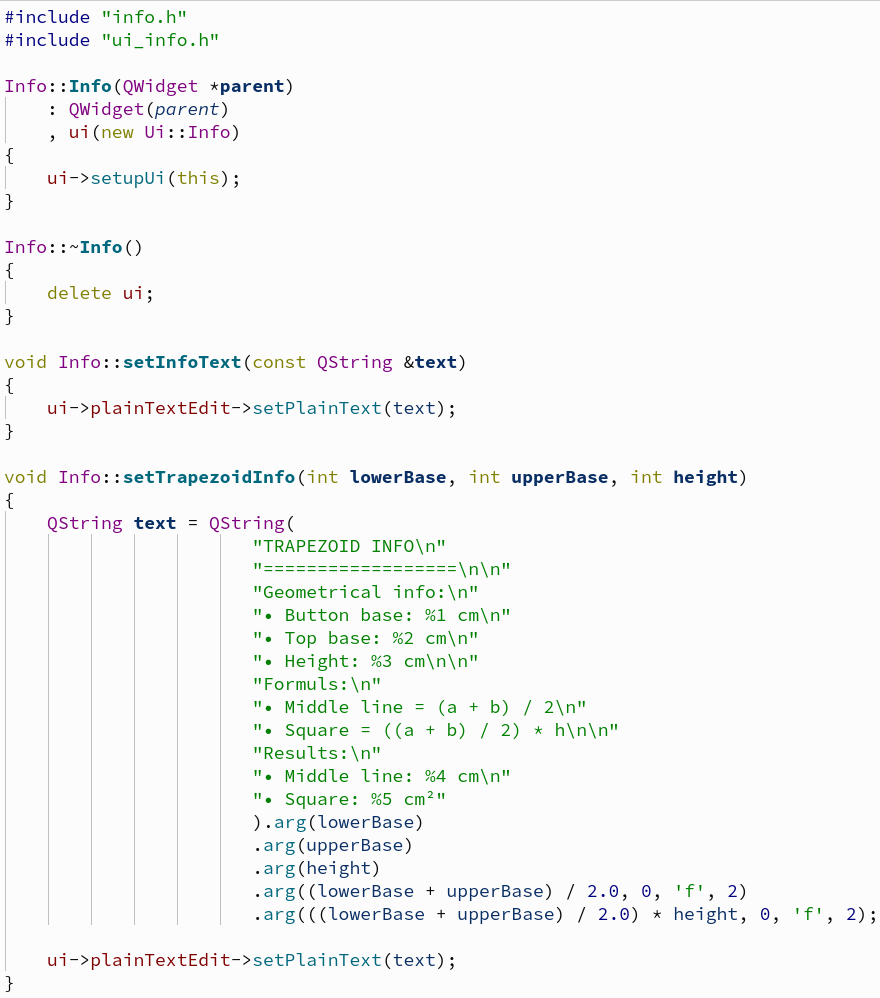 #include "info.h"
#include "ui_info.h"

Info::Info(QWidget *parent)
    : QWidget(parent)
    , ui(new Ui::Info)
{
    ui->setupUi(this);
}

Info::~Info()
{
    delete ui;
}

void Info::setInfoText(const QString &text)
{
    ui->plainTextEdit->setPlainText(text);
}

void Info::setTrapezoidInfo(int lowerBase, int upperBase, int height)
{
    QString text = QString(
                       "TRAPEZOID INFO\n"
                       "==================\n\n"
                       "Geometrical info:\n"
                       "• Button base: %1 cm\n"
                       "• Top base: %2 cm\n"
                       "• Height: %3 cm\n\n"
                       "Formuls:\n"
                       "• Middle line = (a + b) / 2\n"
                       "• Square = ((a + b) / 2) * h\n\n"
                       "Results:\n"
                       "• Middle line: %4 cm\n"
                       "• Square: %5 cm²"
                       ).arg(lowerBase)
                       .arg(upperBase)
                       .arg(height)
                       .arg((lowerBase + upperBase) / 2.0, 0, 'f', 2)
                       .arg(((lowerBase + upperBase) / 2.0) * height, 0, 'f', 2);

    ui->plainTextEdit->setPlainText(text);
}